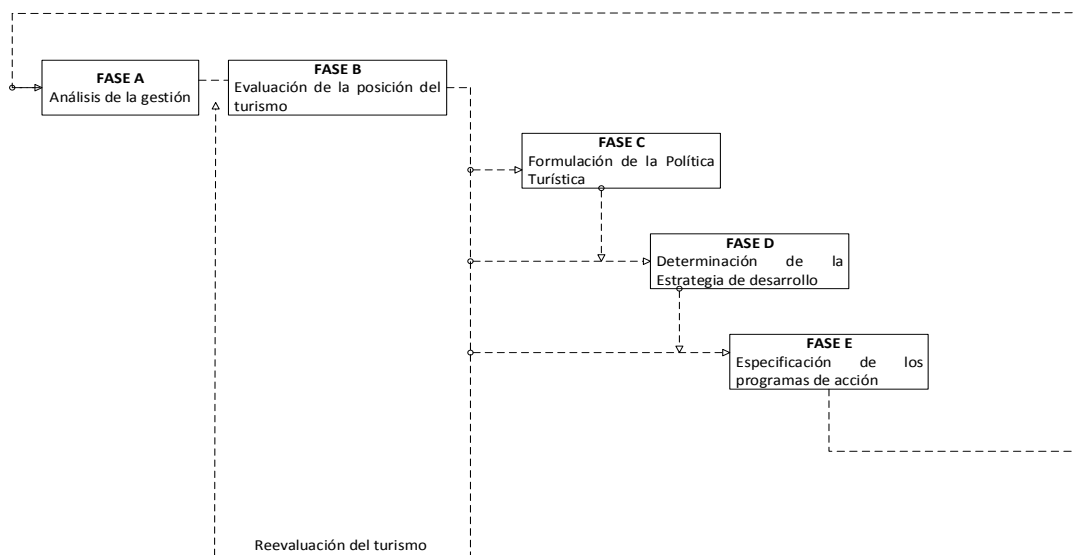 FASE A
Análisis de la gestión
FASE B
Evaluación de la posición del
turismo
FASE C
Formulación de la Política
Turística
FASE D
Determinación de la
Estrategia de desarrollo
FASE E
Especificación de los
programas de acción
Reevaluación del turismo